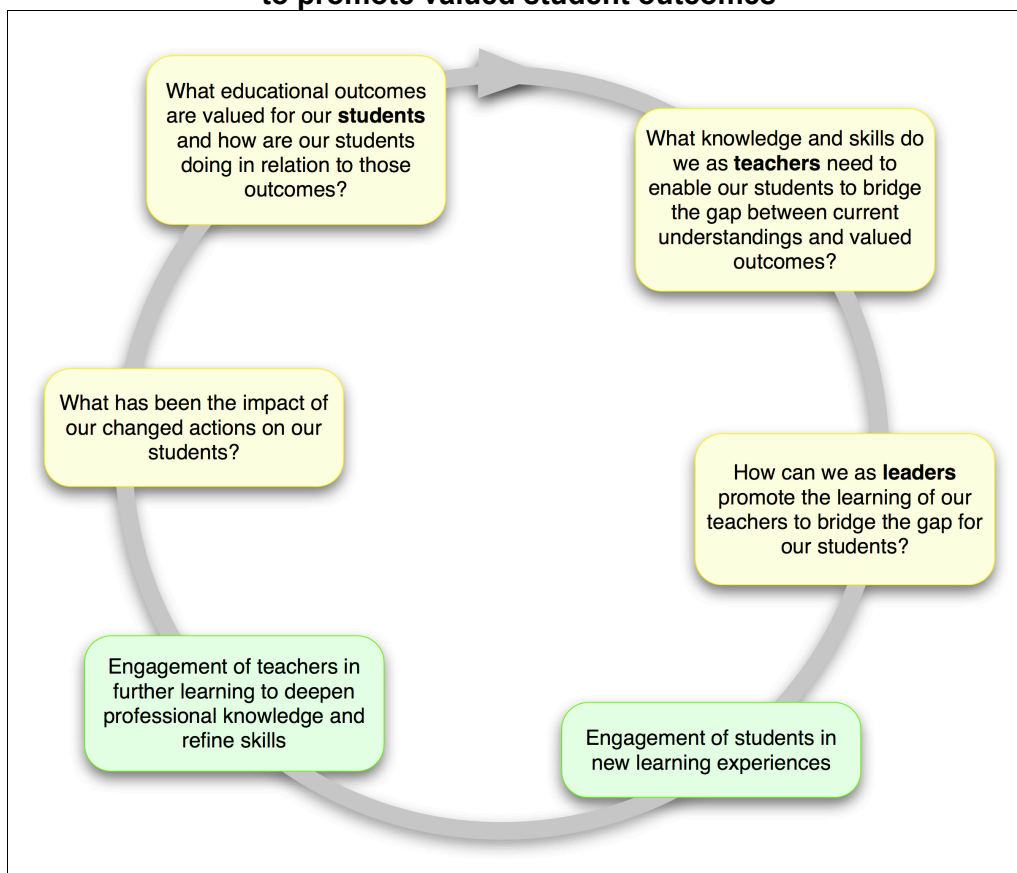 to promote valued student outcomes
What educational outcomes
are valued for our students
and how are our students
doing in relation to those
outcomes?
What knowledge and skills do
we as teachers need to
enable our students to bridge
the gap between current
understandings and valued
outcomes?
How can we as leaders
promote the learning of our
teachers to bridge the gap for
our students?
Engagement of students in
new learning experiences
Engagement of teachers in
further learning to deepen
professional knowledge and
refine skills
What has been the impact of
our changed actions on our
students?